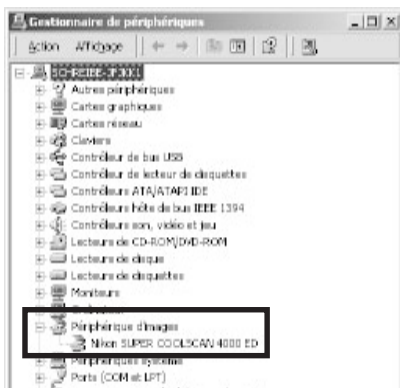 Gestionnaire de périphériques
Action Affichage
SCHREIBE-JPJKK1
Autres périphériques
Cartes graphiques
Cartes réseau
Claviers
Contrôleur de bus USB
Contrôleur de lecteur de disquettes
Contrôleurs ATA/ATAPI IDE
Contrôleurs hôte de bus IEEE 1394
Contrôleurs son, vidéo et jeu
Lecteurs de CD-ROM/DVD-ROM
Lecteurs de disque
Lecteurs de disquettes
Moniteurs
Périphérique d'images
Nikon SUPER COOLSCAN 4000 ED
Périphériques système
Ports (COM et LPT)